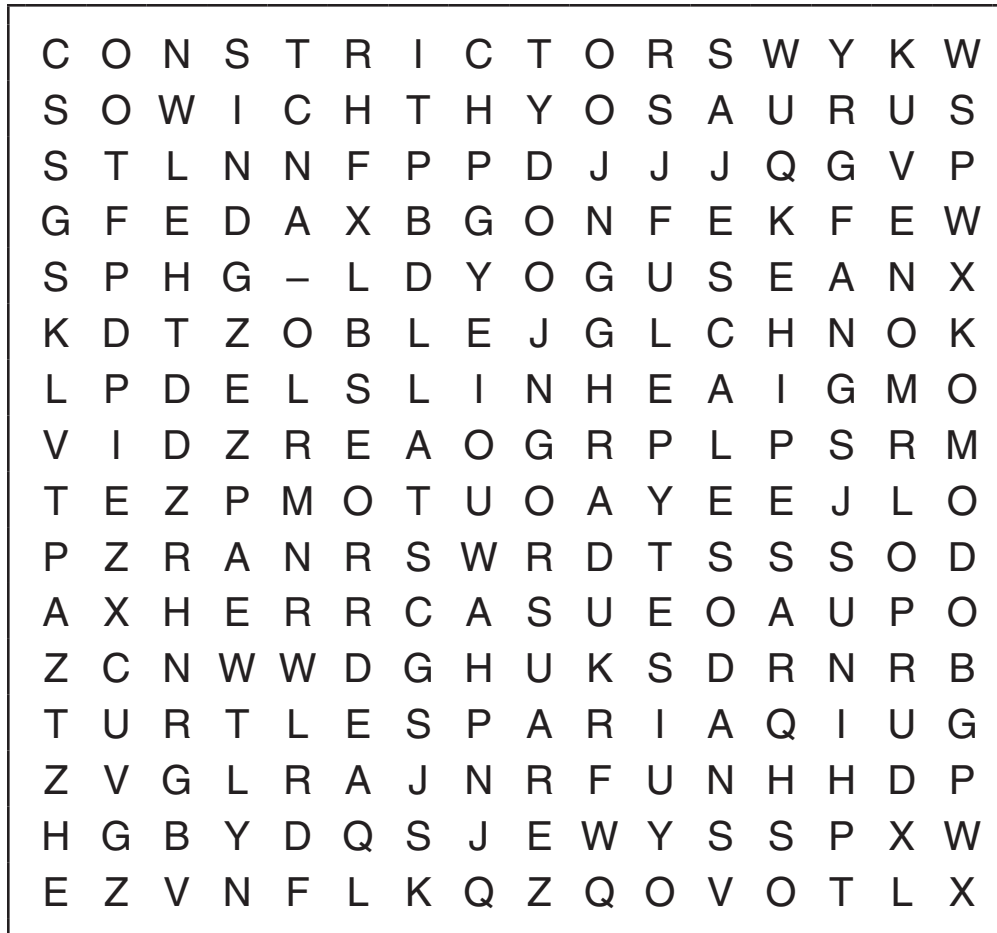 C O N S T R I C T O R S W Y K W
S O W I C H T H Y O S A U R U S
S T L N N F P P D J J J Q G V P
G F E D A X B G O N F E K F E W
S P H G – L D Y O G U S E A N X
K D T Z O B L E J G L C H N O K
L P D E L S L I N H E A I G M O
V I D Z R E A O G R P L P S R M
T E Z P M O T U O A Y E E J L O
P Z R A N R S W R D T S S S O D
A X H E R R C A S U E O A U P O
Z C N W W D G H U K S D R N R B
T U R T L E S P A R I A Q I U G
Z V G L R A J N R F U N H H D P
H G B Y D Q S J E W Y S S P X W
E Z V N F L K Q Z Q O V O T L X